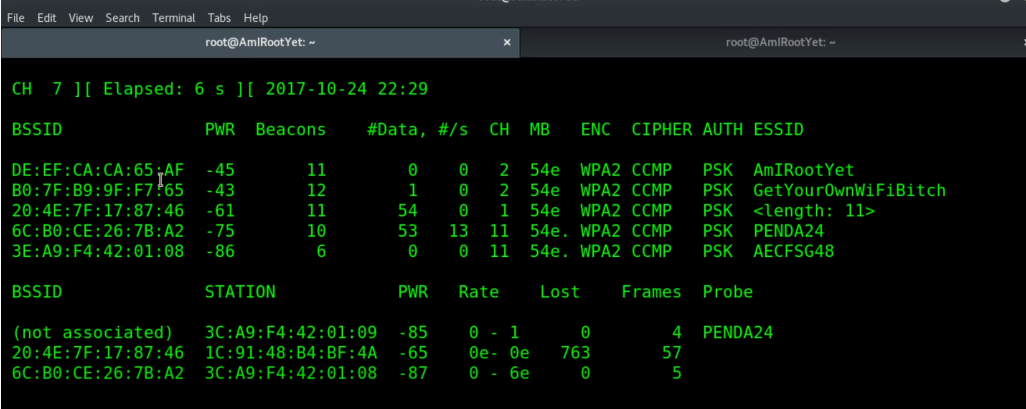 File Edit View Search Terminal Tabs Help
root@AmIRootYet: ~ × root@AmIRootYet: ~
CH 7 ][ Elapsed: 6 s ][ 2017-10-24 22:29
BSSID PWR Beacons #Data, #/s CH MB ENC CIPHER AUTH ESSID
DE:EF:CA:CA:65:AF -45 11 0 0 2 54e WPA2 CCMP PSK AmIRootYet
B0:7F:B9:9F:F7:65 -43 12 1 0 2 54e WPA2 CCMP PSK GetYourOwnWiFiBitch
20:4E:7F:17:87:46 -61 11 54 0 1 54e WPA2 CCMP PSK <length: 11>
6C:B0:CE:26:7B:A2 -75 10 53 13 11 54e. WPA2 CCMP PSK PENDA24
3E:A9:F4:42:01:08 -86 6 0 0 11 54e. WPA2 CCMP PSK AECFSG48
BSSID STATION PWR Rate Lost Frames Probe
(not associated) 3C:A9:F4:42:01:09 -85 0 - 1 0 4 PENDA24
20:4E:7F:17:87:46 1C:91:48:B4:BF:4A -65 0e- 0e 763 57
6C:B0:CE:26:7B:A2 3C:A9:F4:42:01:08 -87 0 - 6e 0 5